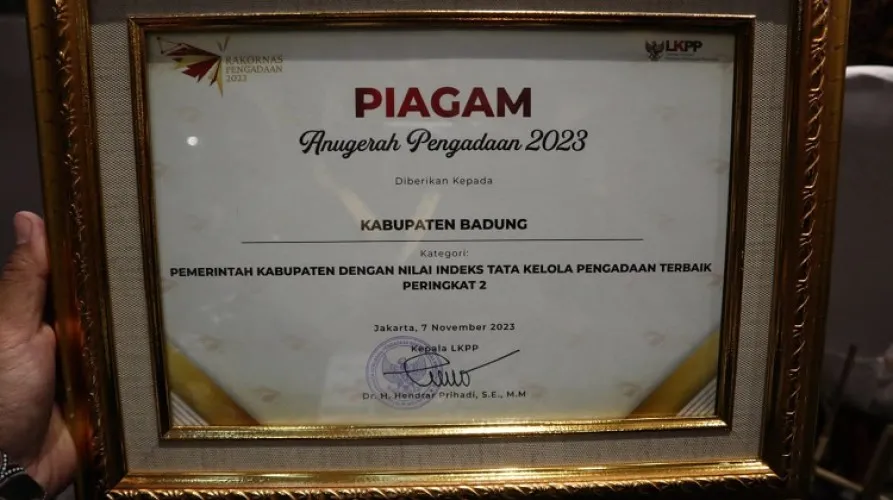 RAKORNAS
PENGADAAN
2023
LKPP
PIAGAM
Anugerah Pengadaan 2023
Diberikan Kepada
KABUPATEN BADUNG
Kategori:
PEMERINTAH KABUPATEN DENGAN NILAI INDEKS TATA KELOLA PENGADAAN TERBAIK
PERINGKAT 2
Jakarta, 7 November 2023
Kepala LKPP
Dr. H. Hendrar Prihadi, S.E., M.M